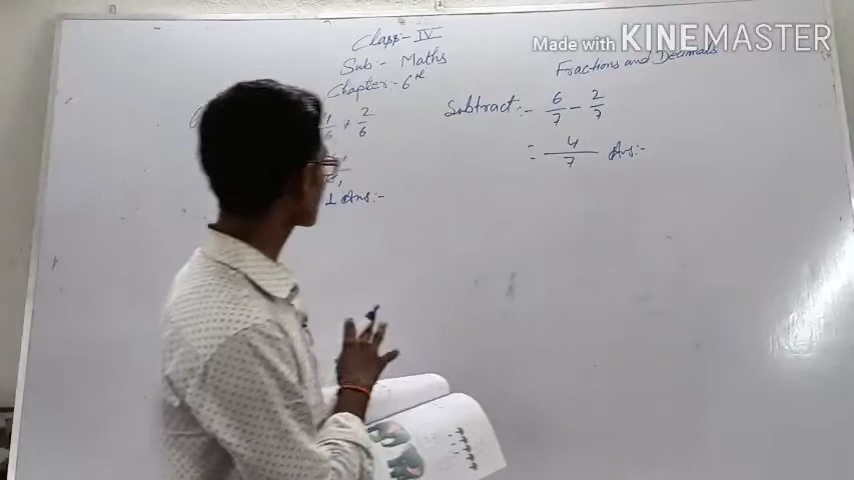 Made with KINEMASTER
Class:- IV
Sub:- Maths
Chapter:- 6th
Fractions and Decimals
/6 + 2/6
1 Ans:-
Subtract:- 6/7 - 2/7
= 4/7 Ans:-